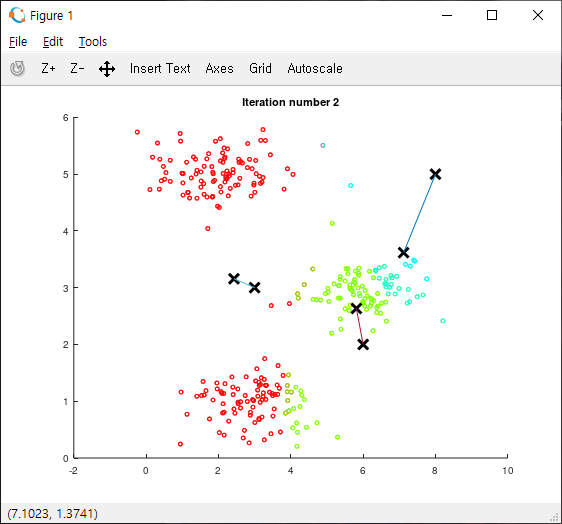 Figure 1
File Edit Tools
Z+ Z- Insert Text Axes Grid Autoscale
Iteration number 2
6
5
4
3
2
1
0
-2 0 2 4 6 8 10
(7.1023, 1.3741)